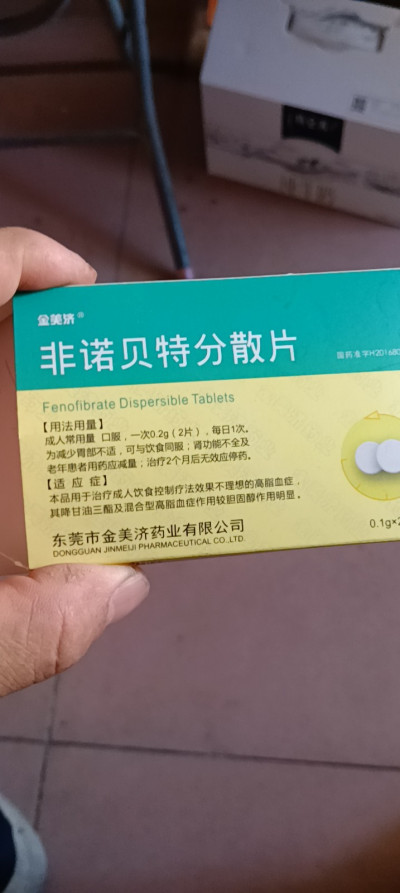 金美济®
非诺贝特分散片
国药准字H201680
Fenofibrate Dispersible Tablets
【用法用量】
成人常用量 口服，一次0.2g（2片），每日1次。
为减少胃部不适，可与饮食同服；肾功能不全及
老年患者用药应减量；治疗2个月后无效应停药。
【适 应 症】
本品用于治疗成人饮食控制疗法效果不理想的高脂血症，
其降甘油三酯及混合型高脂血症作用较胆固醇作用明显。
0.1g×2
东莞市金美济药业有限公司
DONGGUAN JINMEIJI PHARMACEUTICAL CO.,LTD.